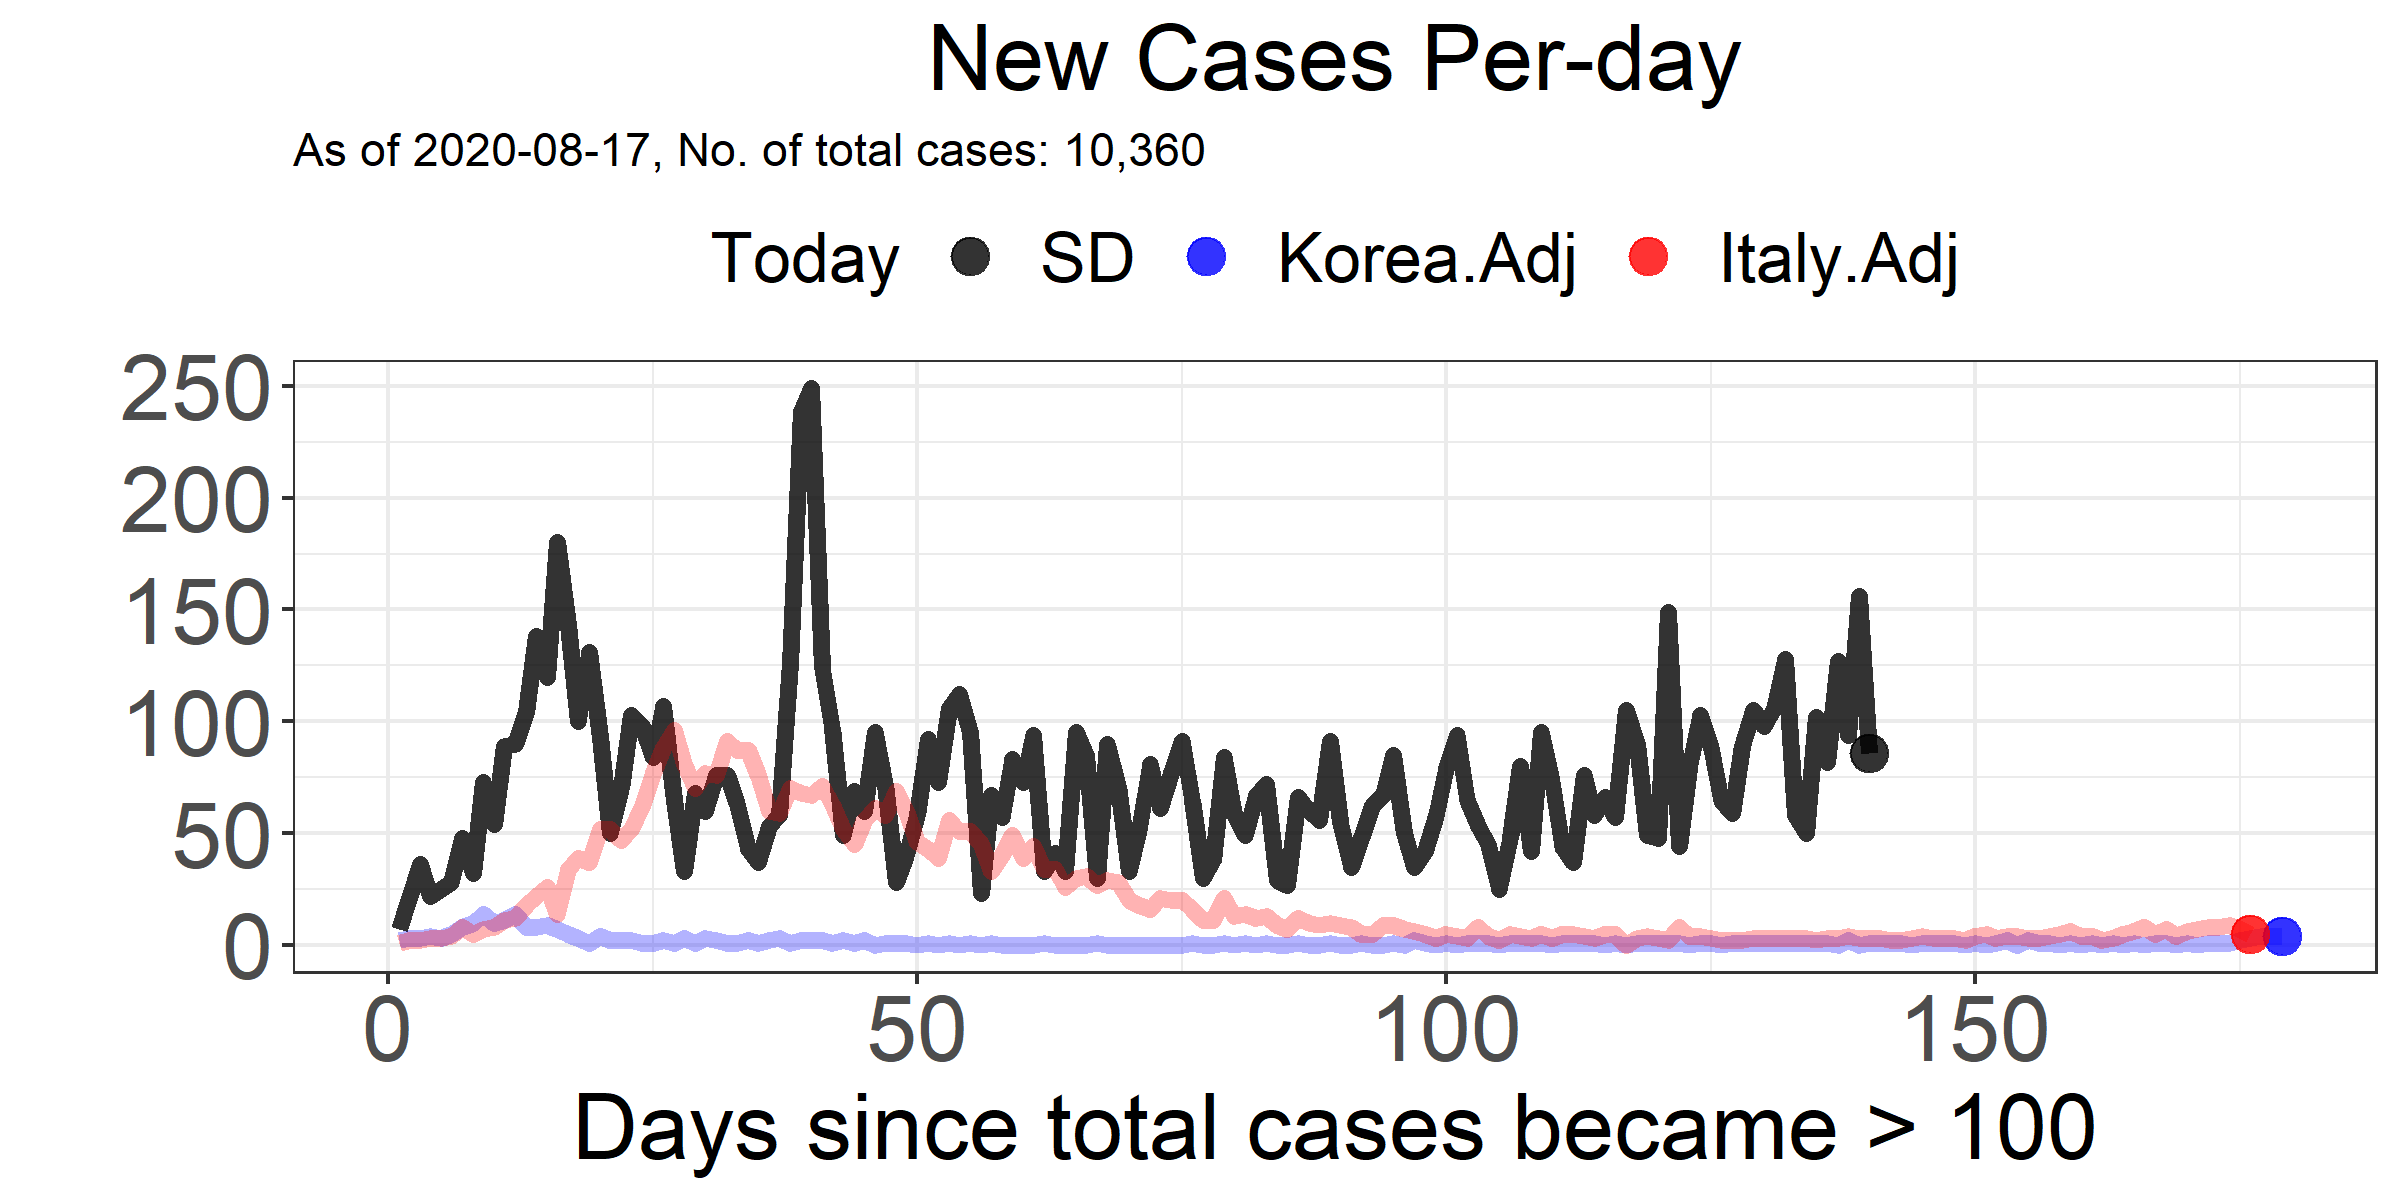 New Cases Per-day
As of 2020-08-17, No. of total cases: 10,360
Today SD Korea.Adj Italy.Adj
250
200
150
100
50
0
0 50 100 150
Days since total cases became > 100